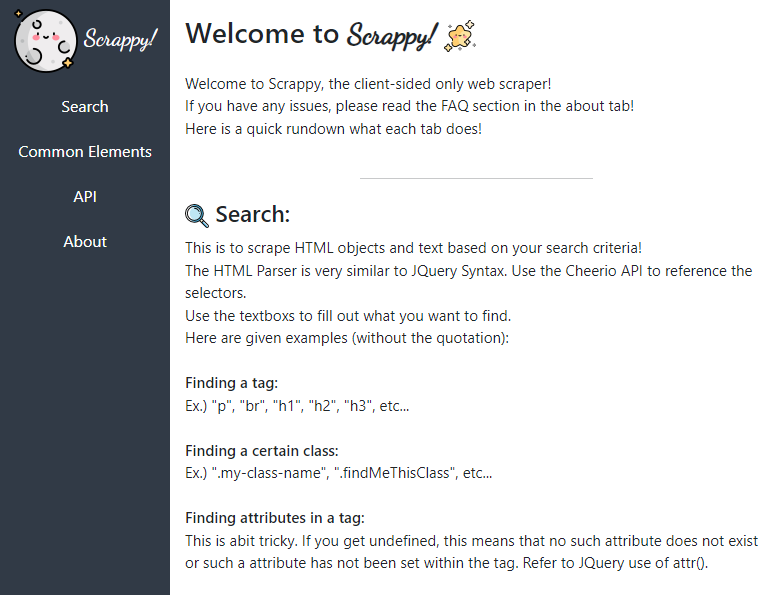 Scrappy!
Search
Common Elements
API
About
Welcome to Scrappy!
Welcome to Scrappy, the client-sided only web scraper!
If you have any issues, please read the FAQ section in the about tab!
Here is a quick rundown what each tab does!
Search:
This is to scrape HTML objects and text based on your search criteria!
The HTML Parser is very similar to JQuery Syntax. Use the Cheerio API to reference the
selectors.
Use the textboxs to fill out what you want to find.
Here are given examples (without the quotation):
Finding a tag:
Ex.) "p", "br", "h1", "h2", "h3", etc...
Finding a certain class:
Ex.) ".my-class-name", ".findMeThisClass", etc...
Finding attributes in a tag:
This is abit tricky. If you get undefined, this means that no such attribute does not exist
or such a attribute has not been set within the tag. Refer to JQuery use of attr().